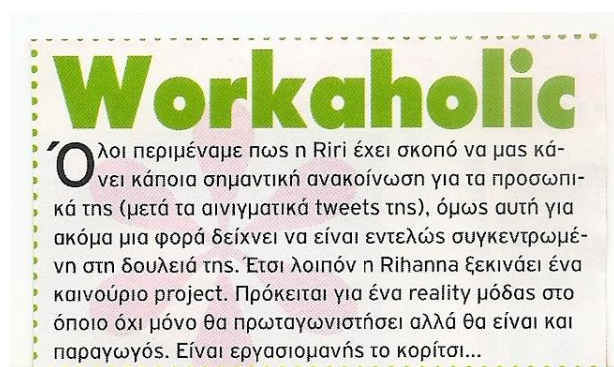 Workaholic
Όλοι περιμέναμε πως η Riri έχει σκοπό να μας κά-
νει κάποια σημαντική ανακοίνωση για τα προσωπι-
κά της (μετά τα αινιγματικά tweets της), όμως αυτή για
ακόμα μια φορά δείχνει να είναι εντελώς συγκεντρωμέ-
νη στη δουλειά της. Έτσι λοιπόν η Rihanna ξεκινάει ένα
καινούριο project. Πρόκειται για ένα reality μόδας στο
όποιο όχι μόνο θα πρωταγωνιστήσει αλλά θα είναι και
παραγωγός. Είναι εργασιομανής το κορίτσι...